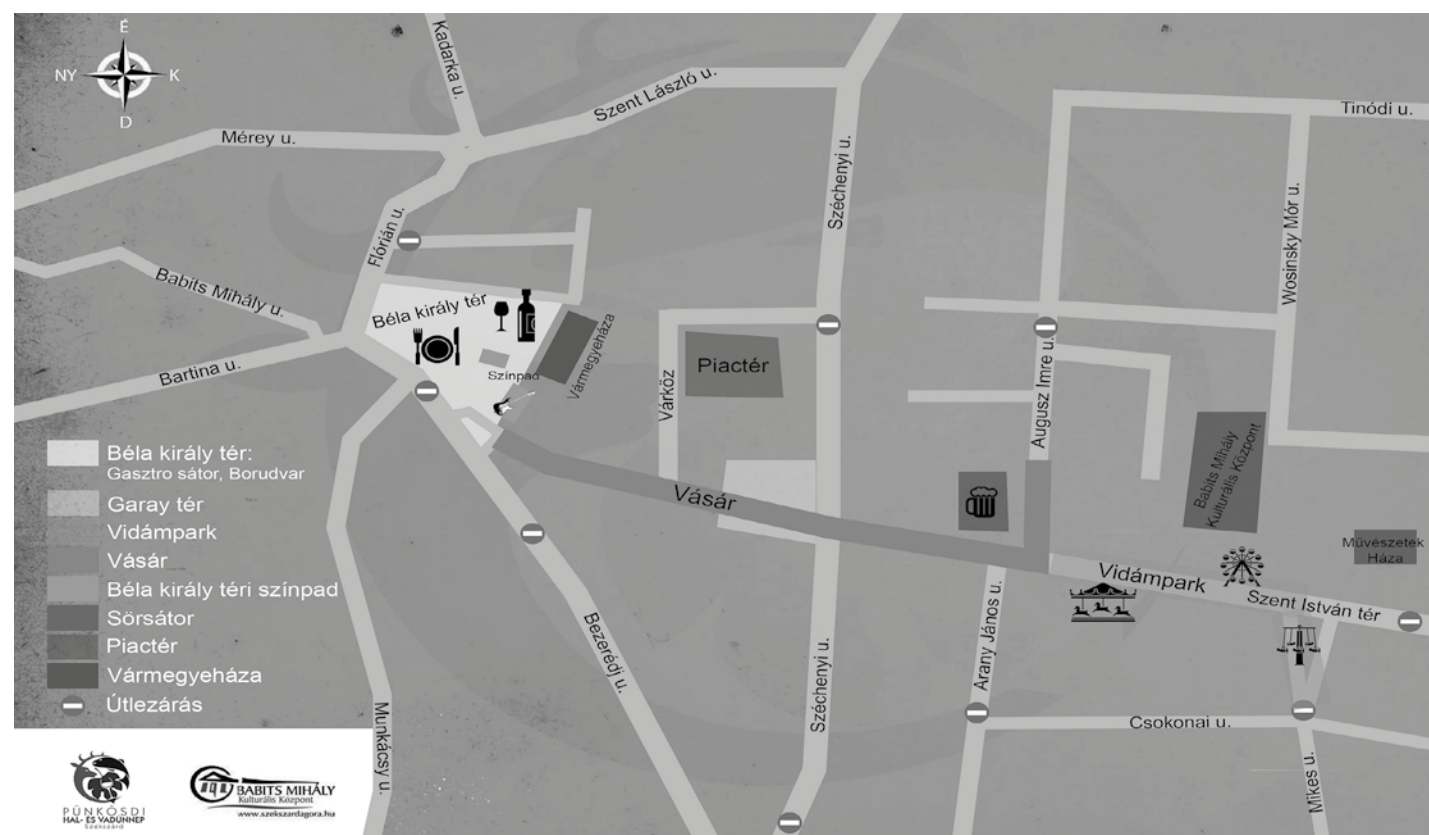 É
NY
K
D
Kadarka u.
Szent László u.
Tinódi u.
Mérey u.
Széchenyi u.
Wosinsky Mór u.
Flórián u.
Babits Mihály u.
Béla király tér
Bartina u.
Színpad
Vármegyeháza
Piactér
Várköz
Augusz Imre u.
Béla király tér:
Gasztro sátor, Borudvar
Garay tér
Vidámpark
Vásár
Béla király téri színpad
Sörsátor
Piactér
Vármegyeháza
Útlezárás
Vásár
Babits Mihály
Kulturális Központ
Művészetek
Háza
Vidámpark
Szent István tér
Bezerédj u.
Széchenyi u.
Arany János u.
Csokonai u.
Mikes u.
Munkácsy u.
PÜNKÖSDI
HAL- ÉS VADÜNNEP
Szekszárd
BABITS MIHÁLY
Kulturális Központ
www.szekszardagora.hu